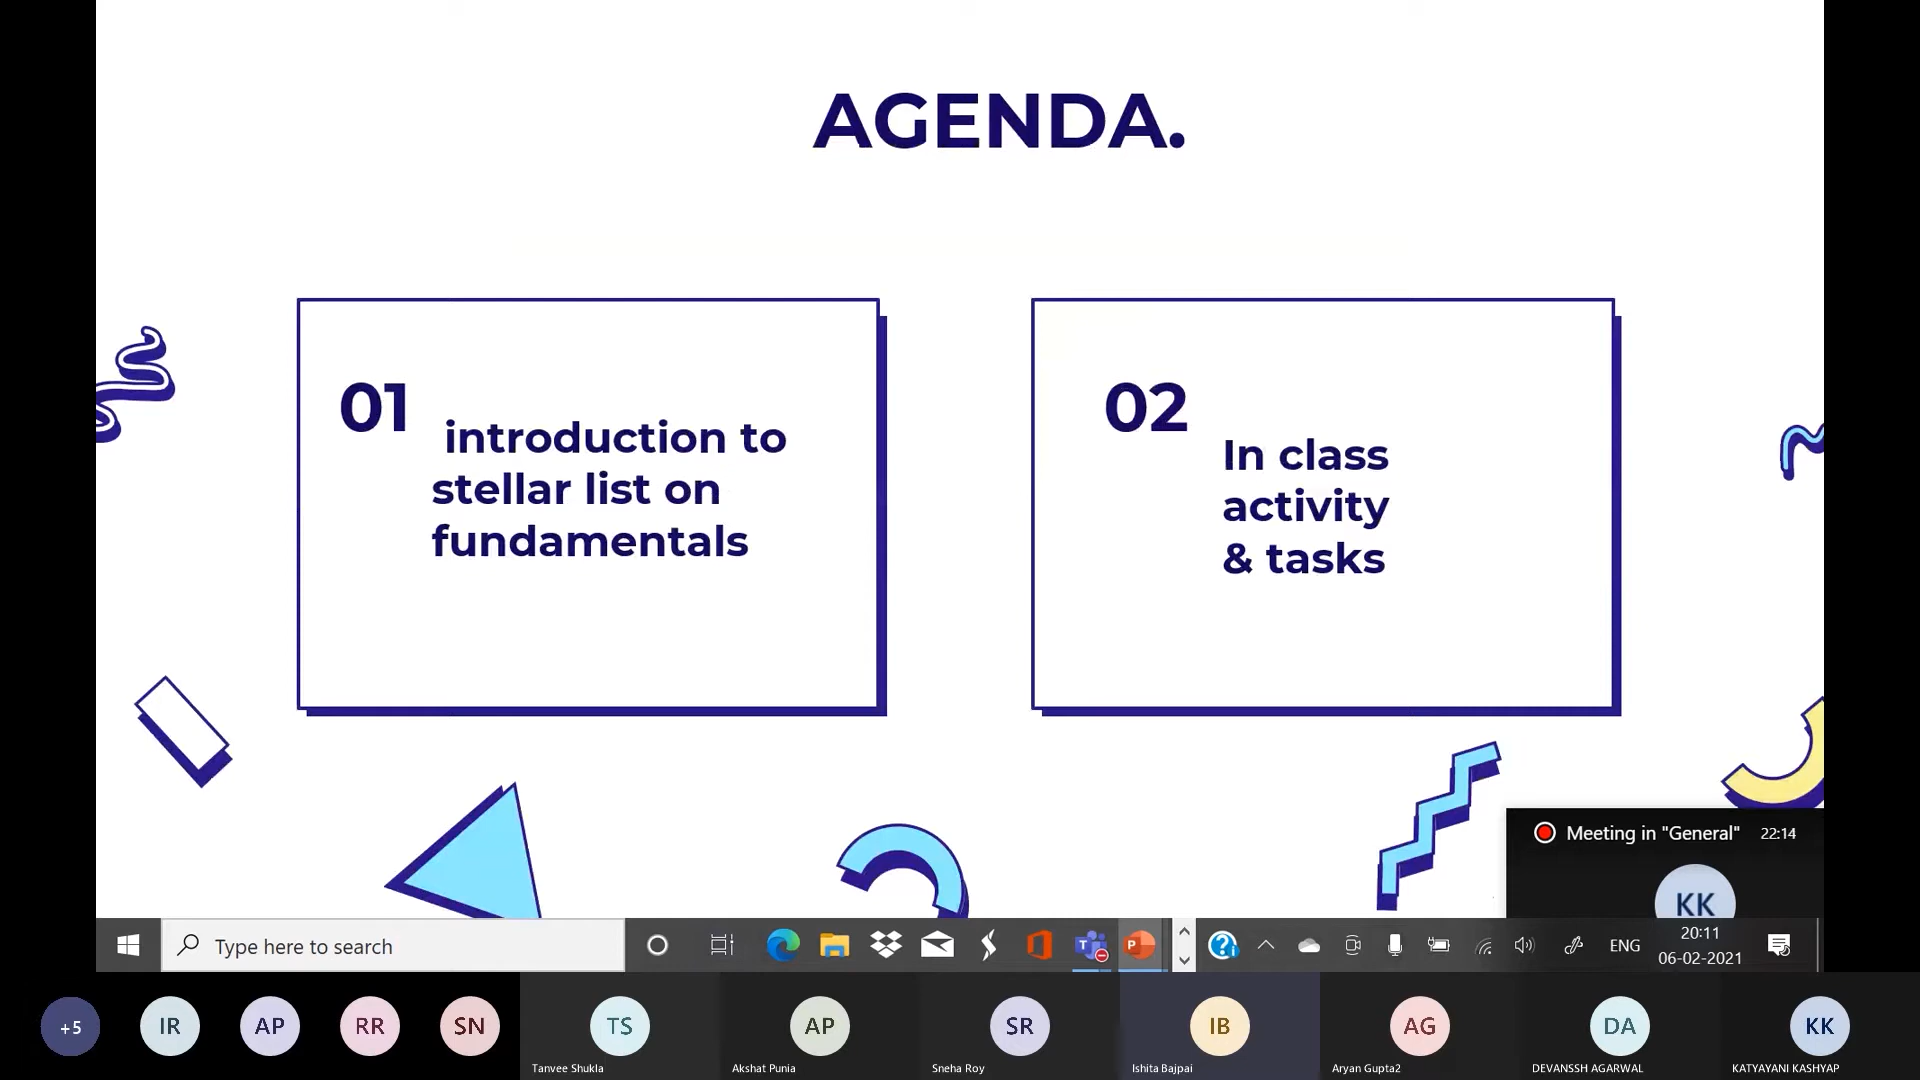 AGENDA.
01
introduction to
stellar list on
fundamentals
02
In class
activity
& tasks
Meeting in "General" 22:14
KK
Type here to search
ENG
20:11
06-02-2021
+5
IR
AP
RR
SN
TS
Tanvee Shukla
AP
Akshat Punia
SR
Sneha Roy
IB
Ishita Bajpai
AG
Aryan Gupta2
DA
DEVANSSH AGARWAL
KK
KATYAYANI KASHYAP